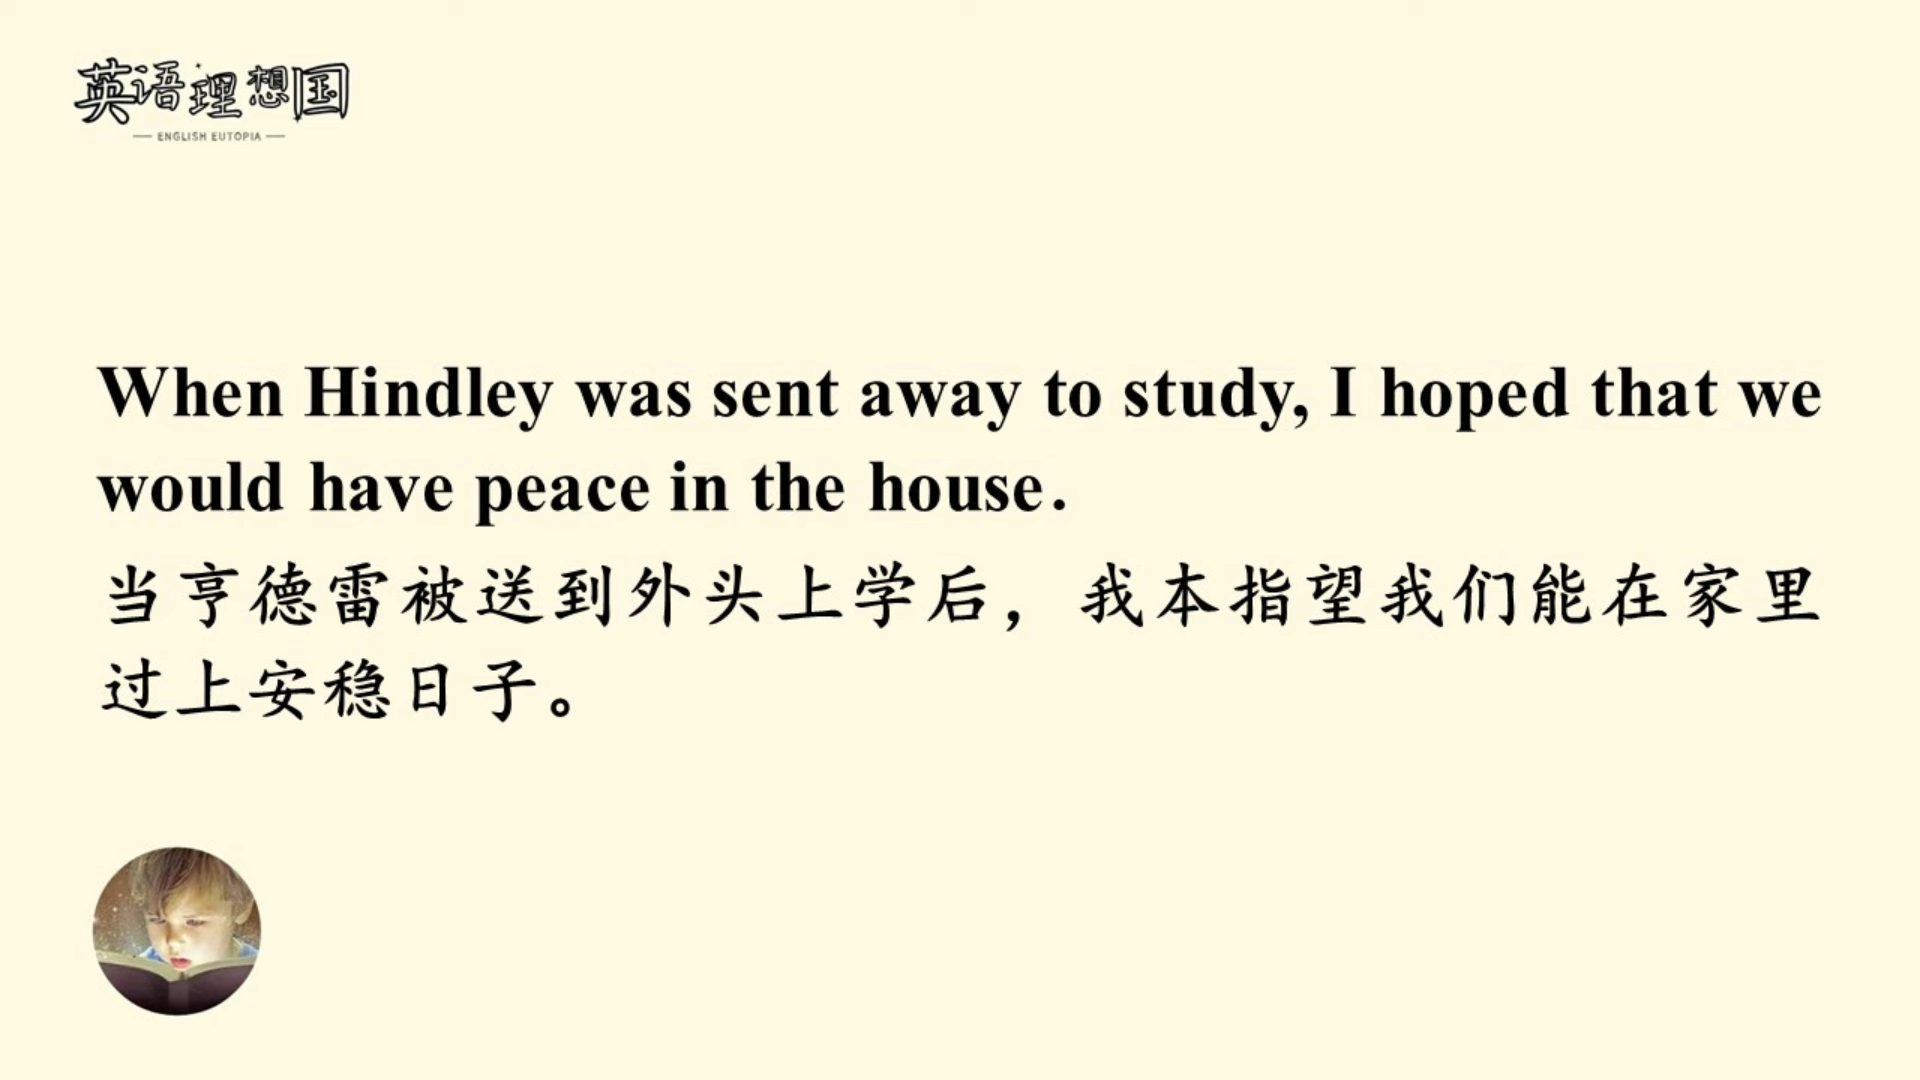 英语理想国
ENGLISH EUTOPIA
When Hindley was sent away to study, I hoped that we
would have peace in the house.
当亨德雷被送到外头上学后，我本指望我们能在家里
过上安稳日子。